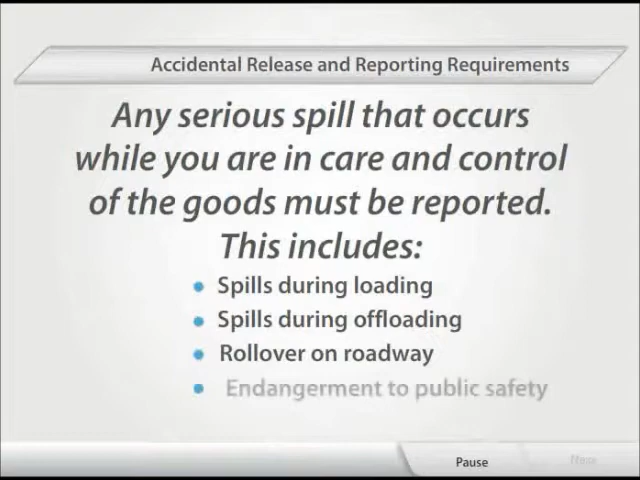 Accidental Release and Reporting Requirements
Any serious spill that occurs
while you are in care and control
of the goods must be reported.
This includes:
Spills during loading
Spills during offloading
Rollover on roadway
Endangerment to public safety
Pause